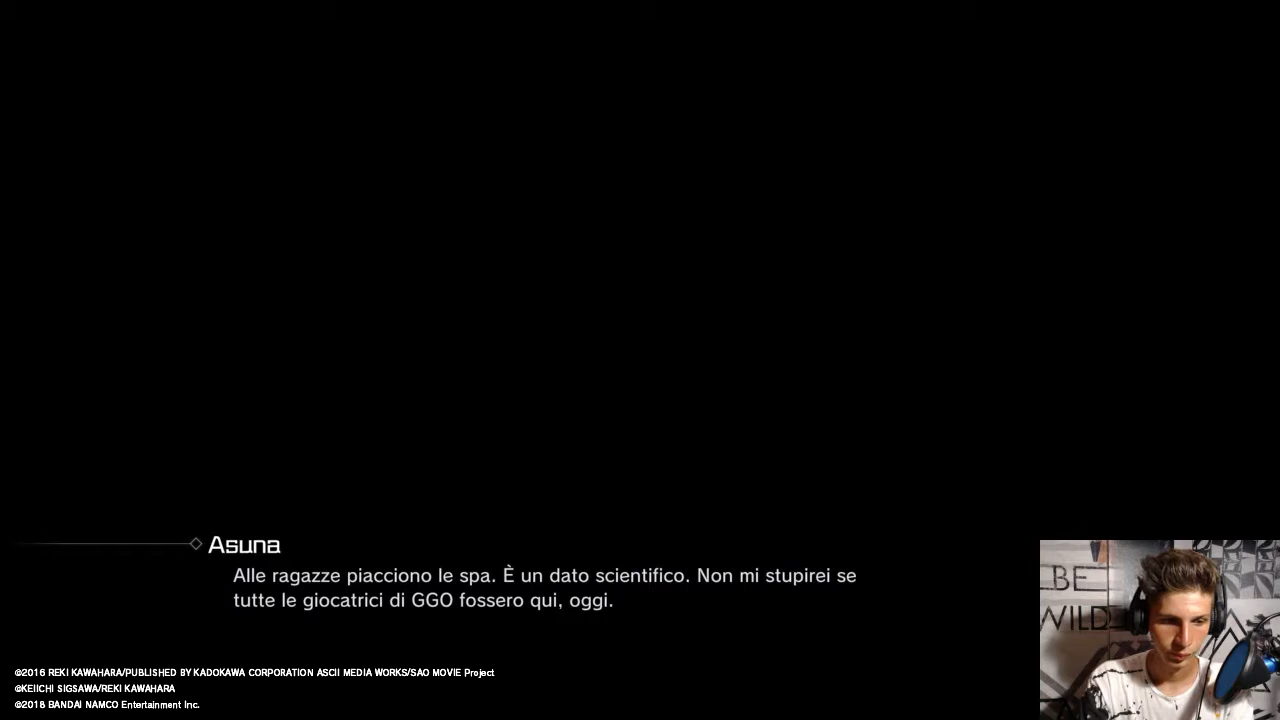 Asuna
Alle ragazze piacciono le spa. È un dato scientifico. Non mi stupirei se
tutte le giocatrici di GGO fossero qui, oggi.
BE
WILD
©2016 REKI KAWAHARA/PUBLISHED BY KADOKAWA CORPORATION ASCII MEDIA WORKS/SAO MOVIE Project
©KEIICHI SIGSAWA/REKI KAWAHARA
©2018 BANDAI NAMCO Entertainment Inc.